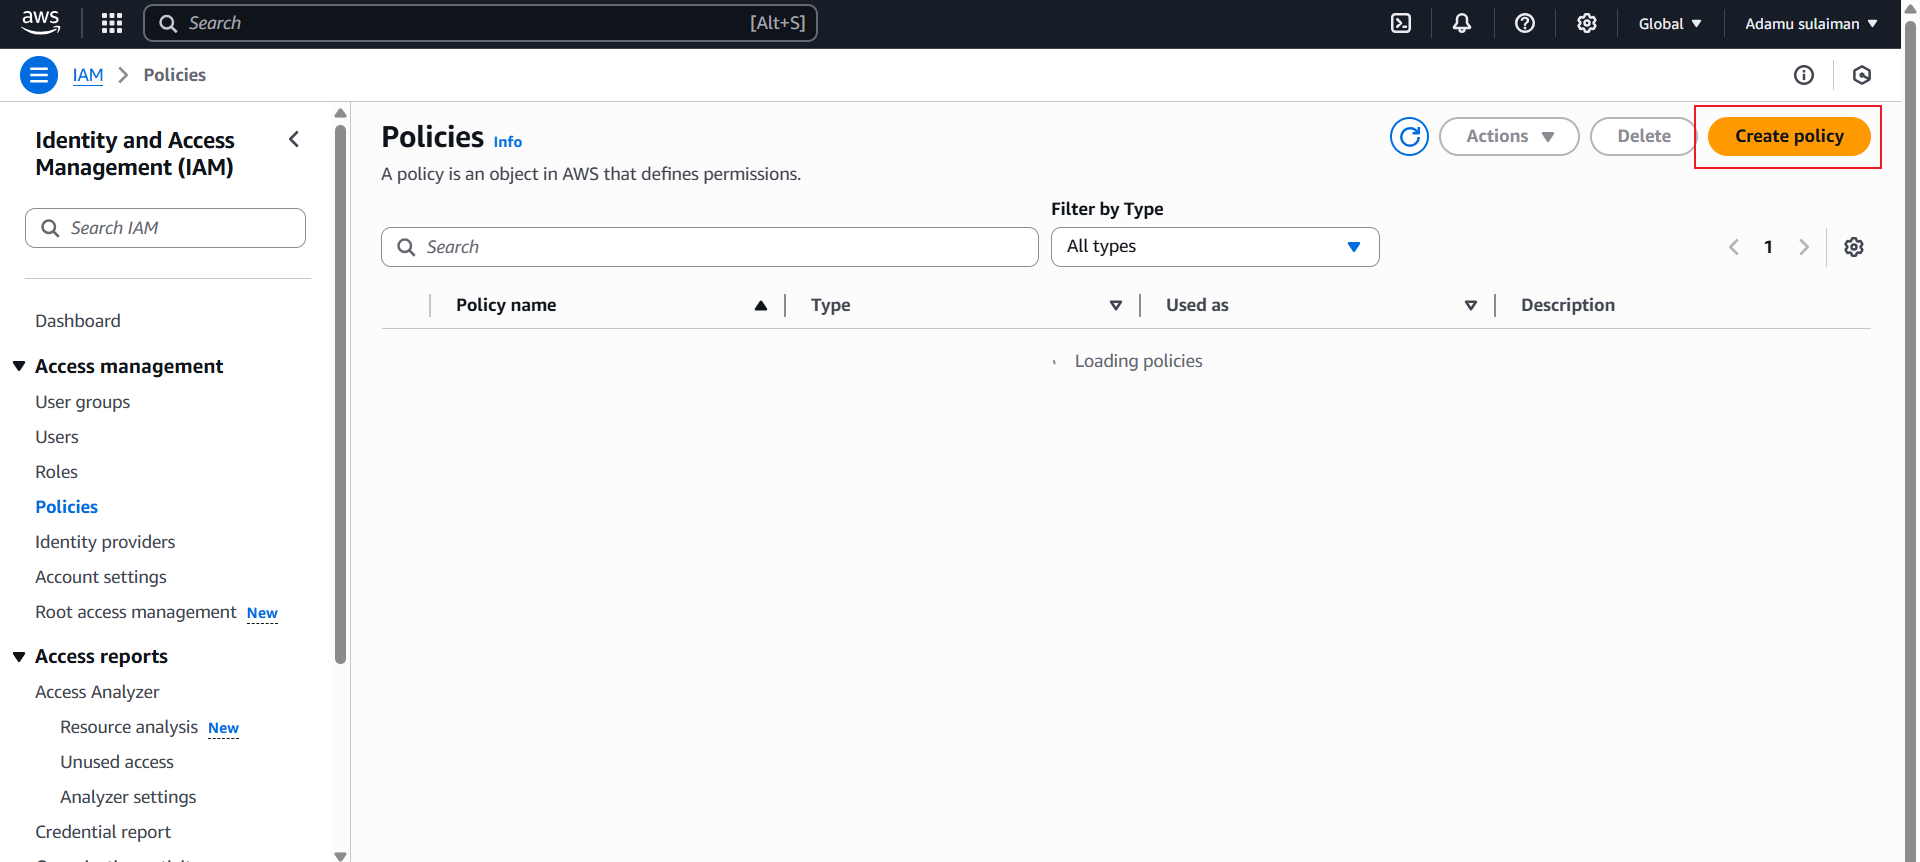 aws
Search [Alt+S]
Global
Adamu sulaiman
IAM > Policies
Identity and Access
Management (IAM)
Search IAM
Dashboard
Access management
User groups
Users
Roles
Policies
Identity providers
Account settings
Root access management New
Access reports
Access Analyzer
Resource analysis New
Unused access
Analyzer settings
Credential report
Policies Info
Actions
Delete
Create policy
A policy is an object in AWS that defines permissions.
Filter by Type
Search
All types
1
Policy name
Type
Used as
Description
Loading policies